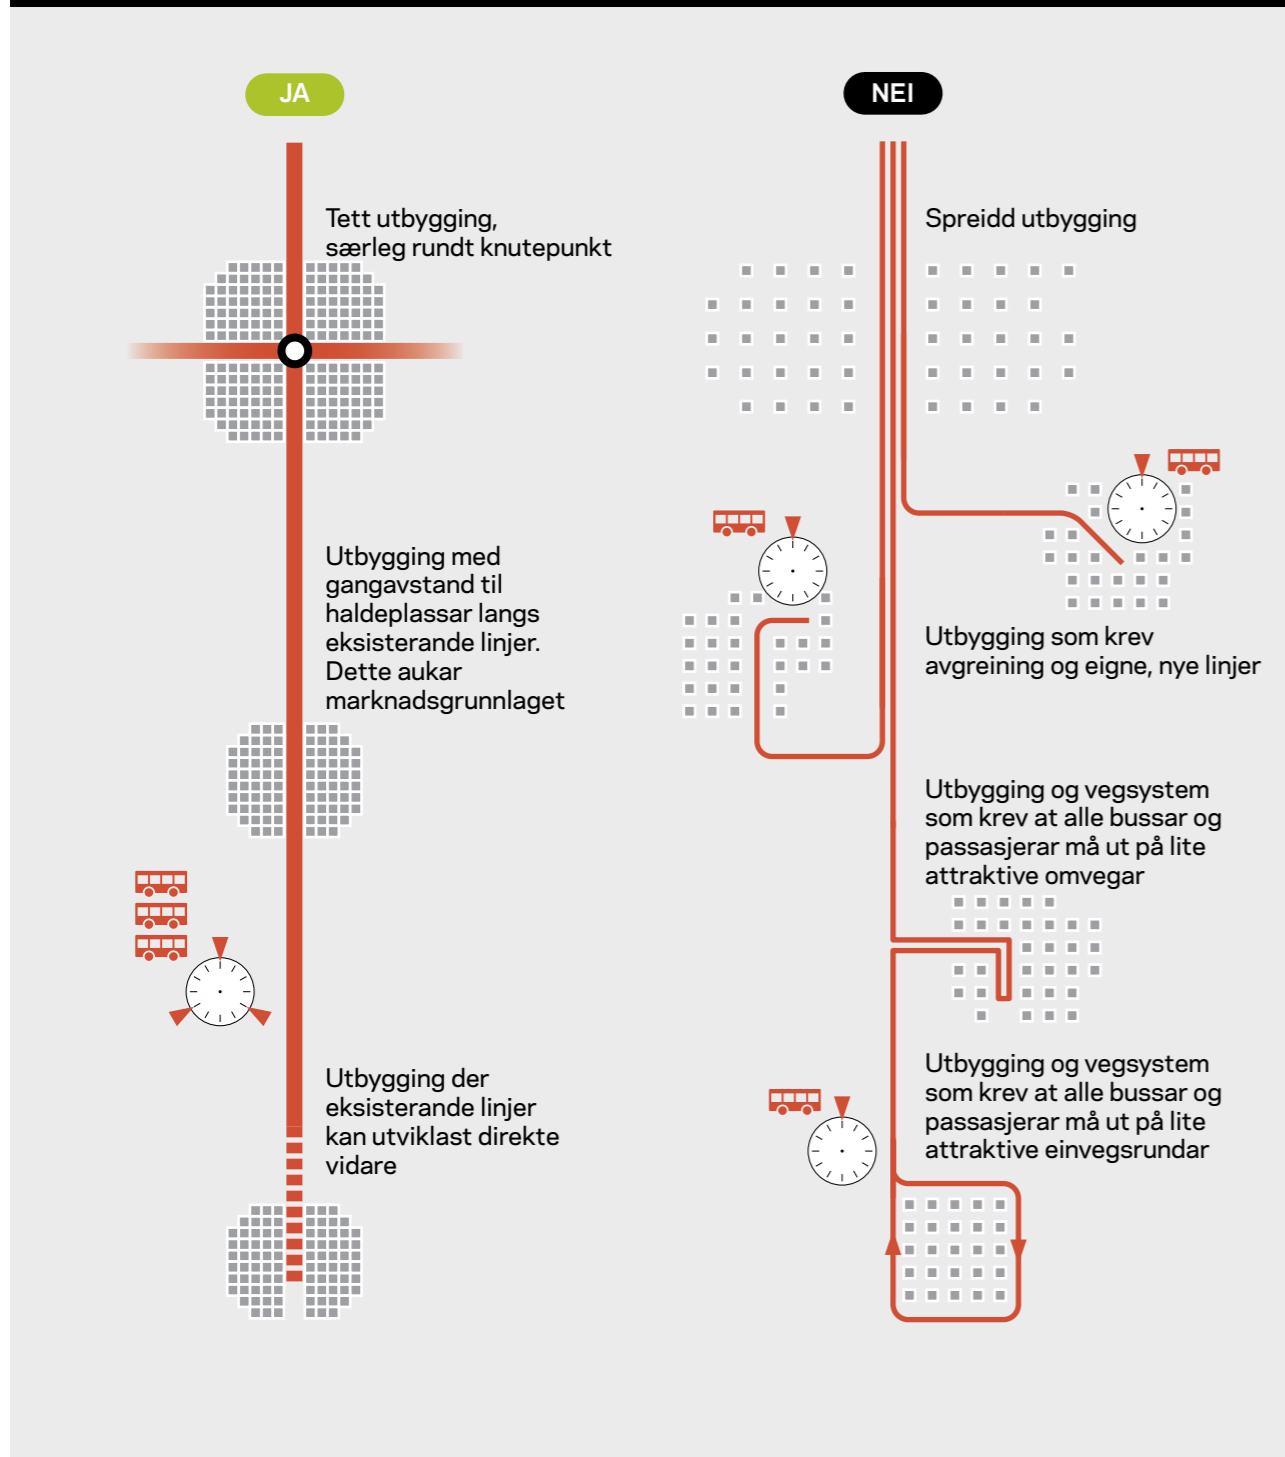 JA
Tett utbygging,
særleg rundt knutepunkt
Utbygging med
gangavstand til
haldeplassar langs
eksisterande linjer.
Dette aukar
marknadsgrunnlaget
Utbygging der
eksisterande linjer
kan utviklast direkte
vidare
NEI
Spreidd utbygging
Utbygging som krev
avgreining og eigne, nye linjer
Utbygging og vegsystem
som krev at alle bussar og
passasjerar må ut på lite
attraktive omvegar
Utbygging og vegsystem
som krev at alle bussar og
passasjerar må ut på lite
attraktive einvegsrundar